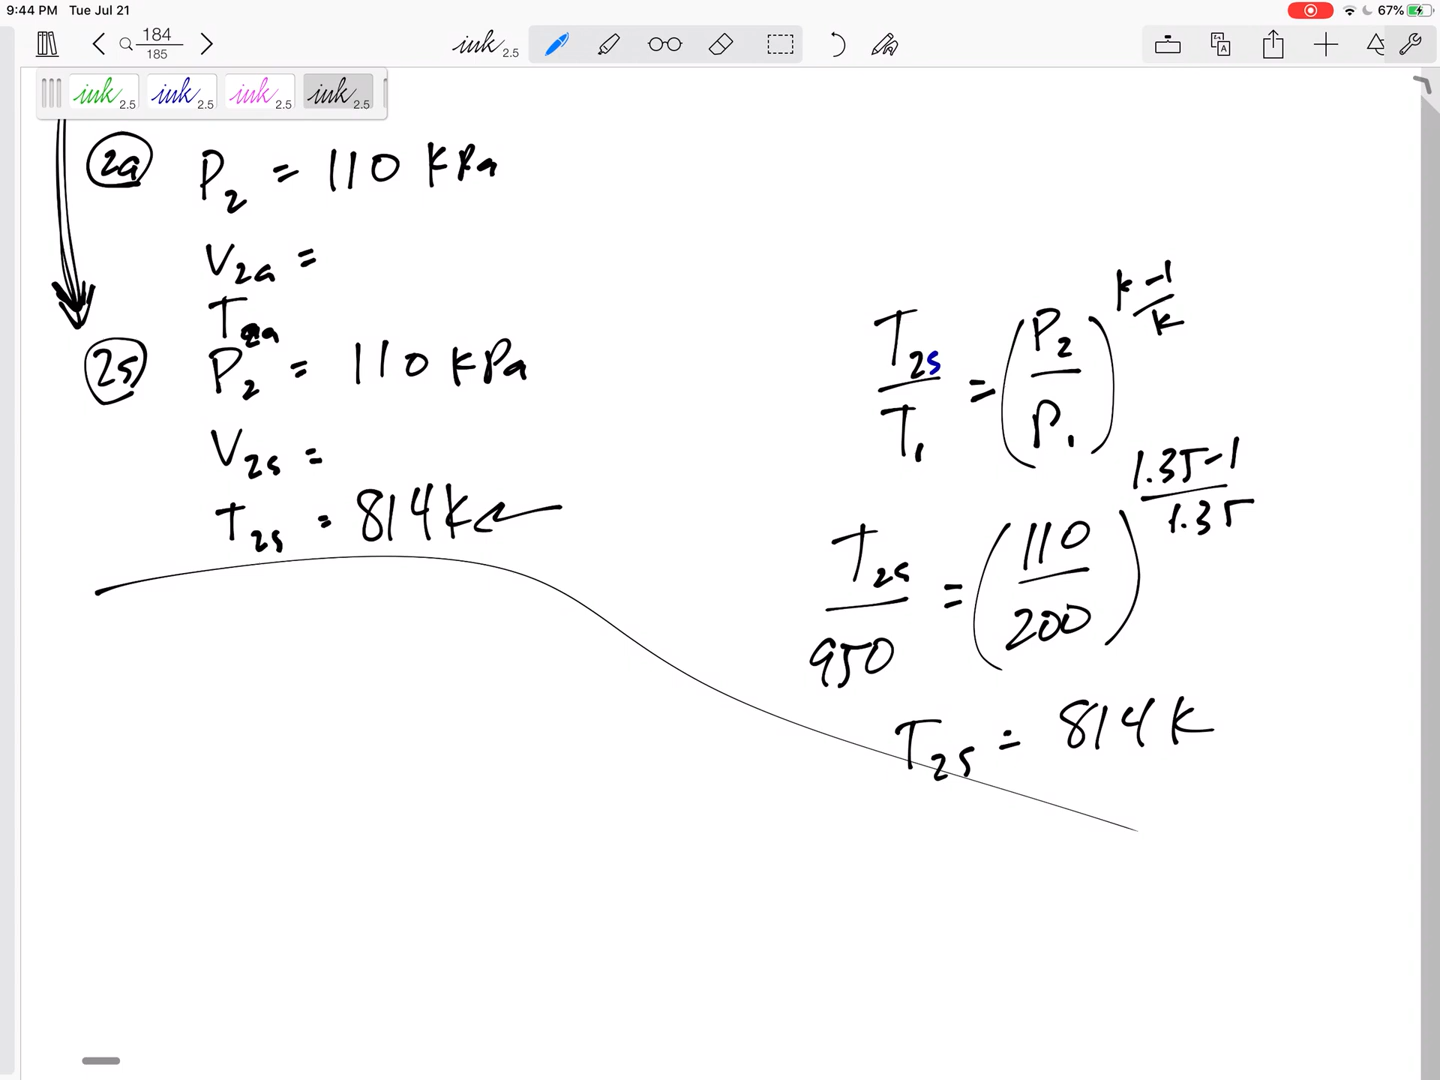 9:44 PM Tue Jul 21
67%
184
185
ink 2.5
ink 2.5 ink 2.5 ink 2.5 ink 2.5
2a P2 = 110 kPa
V2a =
T2a
2s P2 = 110 kPa
V2s =
T2s = 814K
T2s / T1 = (P2 / P1)^(k-1 / k)
T2s / 950 = (110 / 200)^(1.35-1 / 1.35)
T2s = 814K